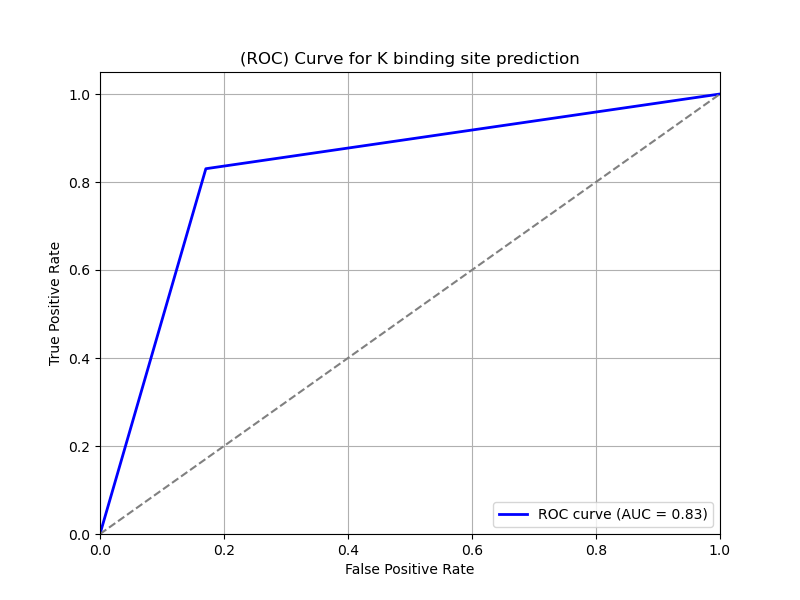 (ROC) Curve for K binding site prediction
True Positive Rate
1.0
0.8
0.6
0.4
0.2
0.0
0.0 0.2 0.4 0.6 0.8 1.0
False Positive Rate
ROC curve (AUC = 0.83)